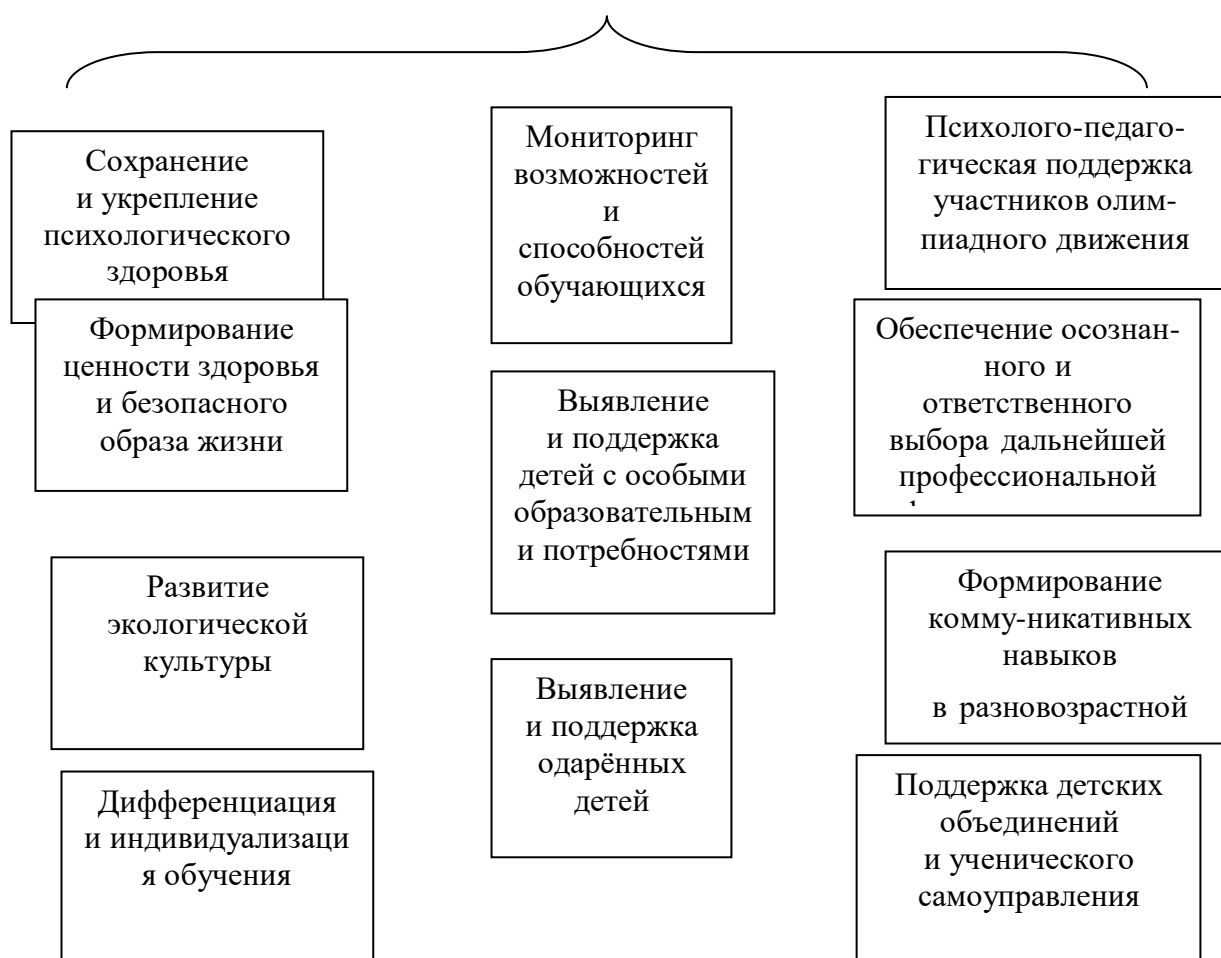 Сохранение
и укрепление
психологического
здоровья
Формирование
ценности здоровья
и безопасного
образа жизни
Развитие
экологической
культуры
Дифференциация
и индивидуализаци
я обучения
Мониторинг
возможностей
и
способностей
обучающихся
Выявление
и поддержка
детей с особыми
образовательным
и потребностями
Выявление
и поддержка
одарённых
детей
Психолого-педаго-
гическая поддержка
участников олим-
пиадного движения
Обеспечение осознан-
ного и
ответственного
выбора дальнейшей
профессиональной
Формирование
комму-никативных
навыков
в разновозрастной
Поддержка детских
объединений
и ученического
самоуправления